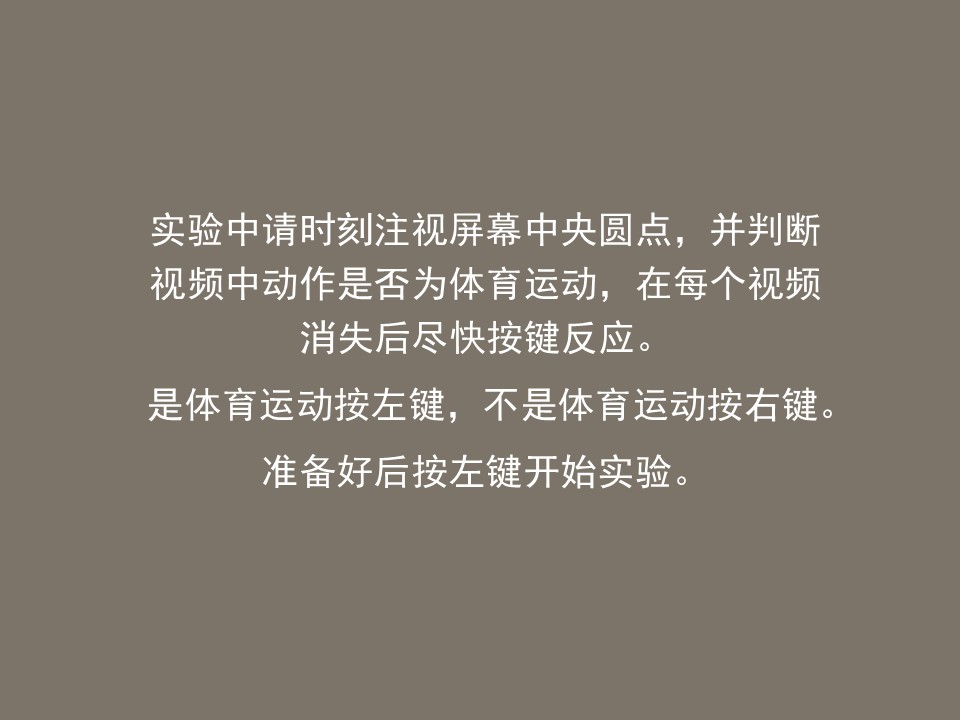 实验中请时刻注视屏幕中央圆点，并判断
视频中动作是否为体育运动，在每个视频
消失后尽快按键反应。
是体育运动按左键，不是体育运动按右键。
准备好后按左键开始实验。